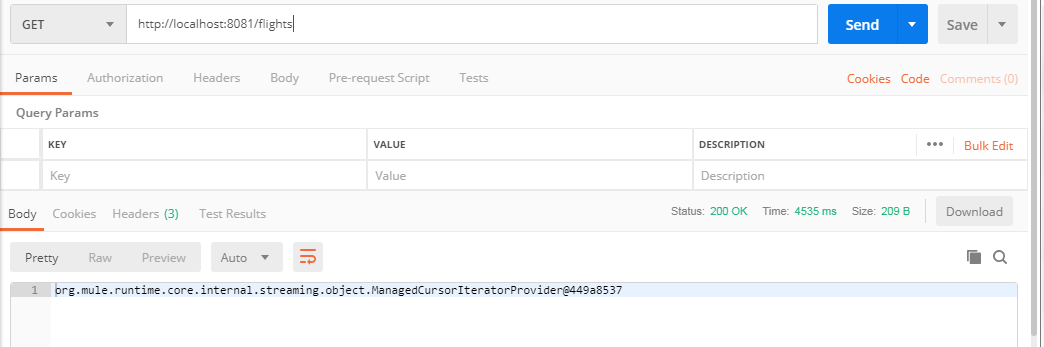 GET http://localhost:8081/flights Send Save
Params Authorization Headers Body Pre-request Script Tests Cookies Code Comments (0)
Query Params
KEY VALUE DESCRIPTION ••• Bulk Edit
Key Value Description
Body Cookies Headers (3) Test Results Status: 200 OK Time: 4535 ms Size: 209 B Download
Pretty Raw Preview Auto
1 org.mule.runtime.core.internal.streaming.object.ManagedCursorIteratorProvider@449a8537